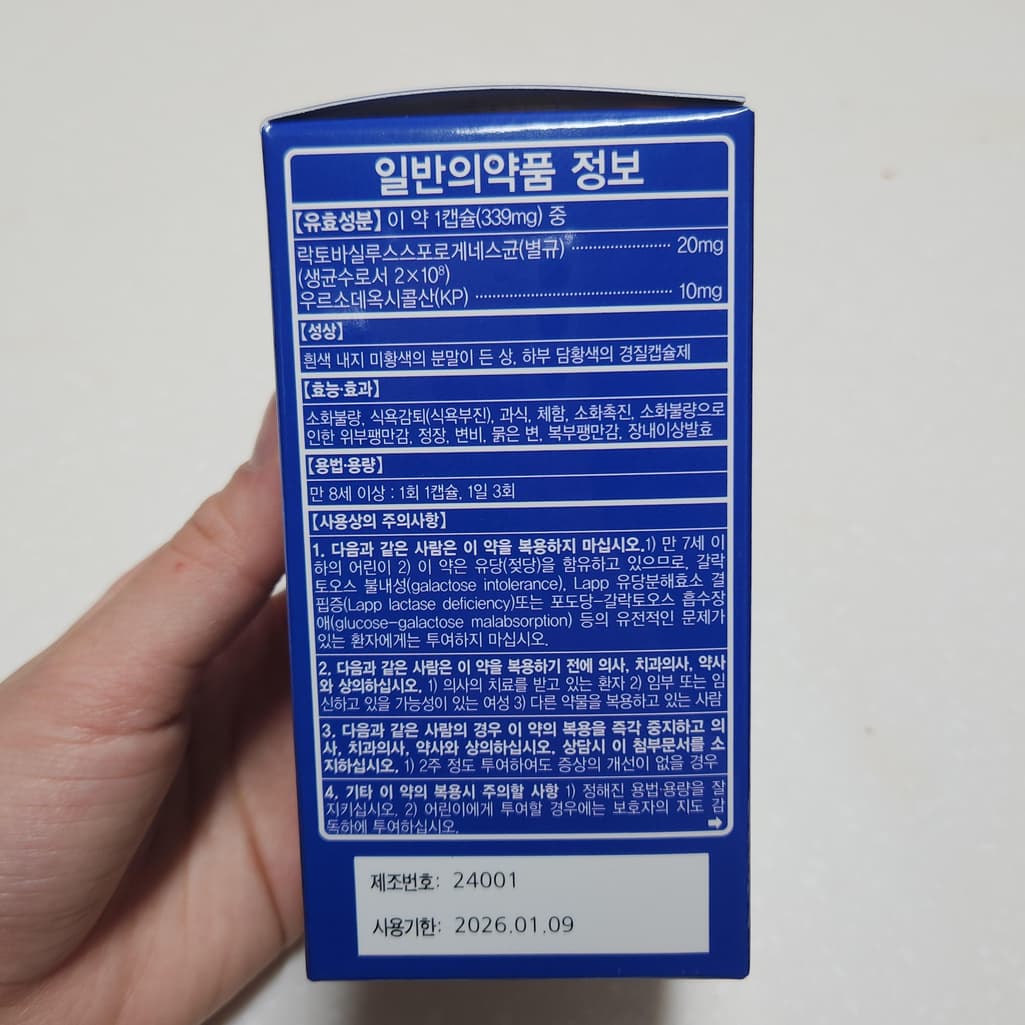 일반의약품 정보
【유효성분】 이 약 1캡슐(339mg) 중
락토바실루스스포로게네스균(별규) ························ 20mg
(생균수로서 2×10⁸)
우르소데옥시콜산(KP) ················································ 10mg
【성상】
흰색 내지 미황색의 분말이 든 상, 하부 담황색의 경질캡슐제
【효능·효과】
소화불량, 식욕감퇴(식욕부진), 과식, 체함, 소화촉진, 소화불량으로
인한 위부팽만감, 정장, 변비, 묽은 변, 복부팽만감, 장내이상발효
【용법·용량】
만 8세 이상 : 1회 1캡슐, 1일 3회
【사용상의 주의사항】
1. 다음과 같은 사람은 이 약을 복용하지 마십시오.1) 만 7세 이
하의 어린이 2) 이 약은 유당(젖당)을 함유하고 있으므로, 갈락
토오스 불내성(galactose intolerance), Lapp 유당분해효소 결
핍증(Lapp lactase deficiency)또는 포도당-갈락토오스 흡수장
애(glucose-galactose malabsorption) 등의 유전적인 문제가
있는 환자에게는 투여하지 마십시오.
2. 다음과 같은 사람은 이 약을 복용하기 전에 의사, 치과의사, 약사
와 상의하십시오. 1) 의사의 치료를 받고 있는 환자 2) 임부 또는 임
신하고 있을 가능성이 있는 여성 3) 다른 약물을 복용하고 있는 사람
3. 다음과 같은 사람의 경우 이 약의 복용을 즉각 중지하고 의
사, 치과의사, 약사와 상의하십시오. 상담시 이 첨부문서를 소
지하십시오. 1) 2주 정도 투여하여도 증상의 개선이 없을 경우
4. 기타 이 약의 복용시 주의할 사항 1) 정해진 용법·용량을 잘
지키십시오. 2) 어린이에게 투여할 경우에는 보호자의 지도 감
독하에 투여하십시오. ➡
제조번호: 24001
사용기한: 2026.01.09